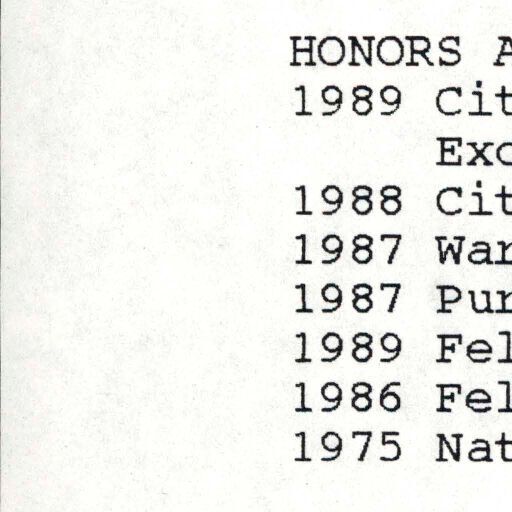 HONORS A
1989 Cit
Exc
1988 Cit
1987 War
1987 Pur
1989 Fel
1986 Fel
1975 Nat